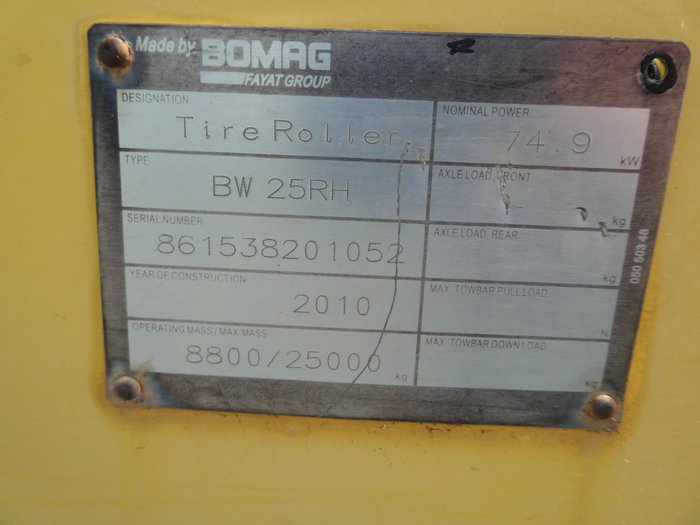 Made by BOMAG
FAYAT GROUP
DESIGNATION
Tire Roller
NOMINAL POWER
74.9 kW
TYPE
BW 25RH
AXLE LOAD, FRONT
kg
SERIAL NUMBER
861538201052
AXLE LOAD, REAR
kg
YEAR OF CONSTRUCTION
2010
MAX. TOWBAR PULL LOAD
N
OPERATING MASS / MAX MASS
8800/25000 kg
MAX. TOWBAR DOWN LOAD
kg
050 503 48